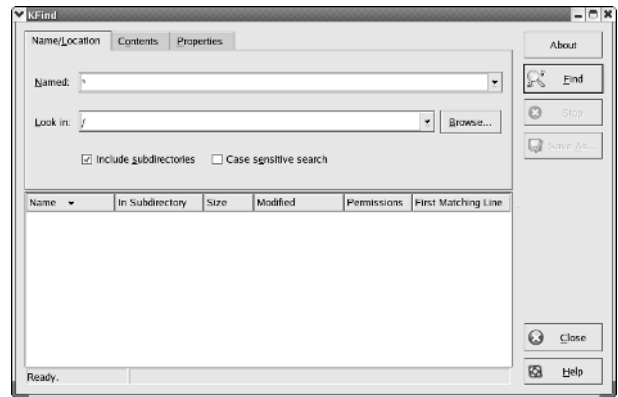 KFind
Name/Location Contents Properties
About
Named: *
Find
Look in: / Browse...
Stop
Include subdirectories Case sensitive search
Save As...
Name In Subdirectory Size Modified Permissions First Matching Line
Close
Ready.
Help